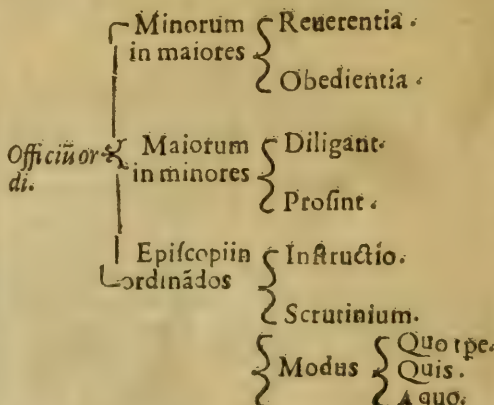 Minorum
in maiores
Reuerentia.
Obedientia.
Officiũ or
di.
Maiorum
in minores
Diligant.
Proſint.
Epiſcopi in
ordinãdos
Inſtructio.
Scrutinium.
Modus
Quo tpe.
Quis.
A quo.